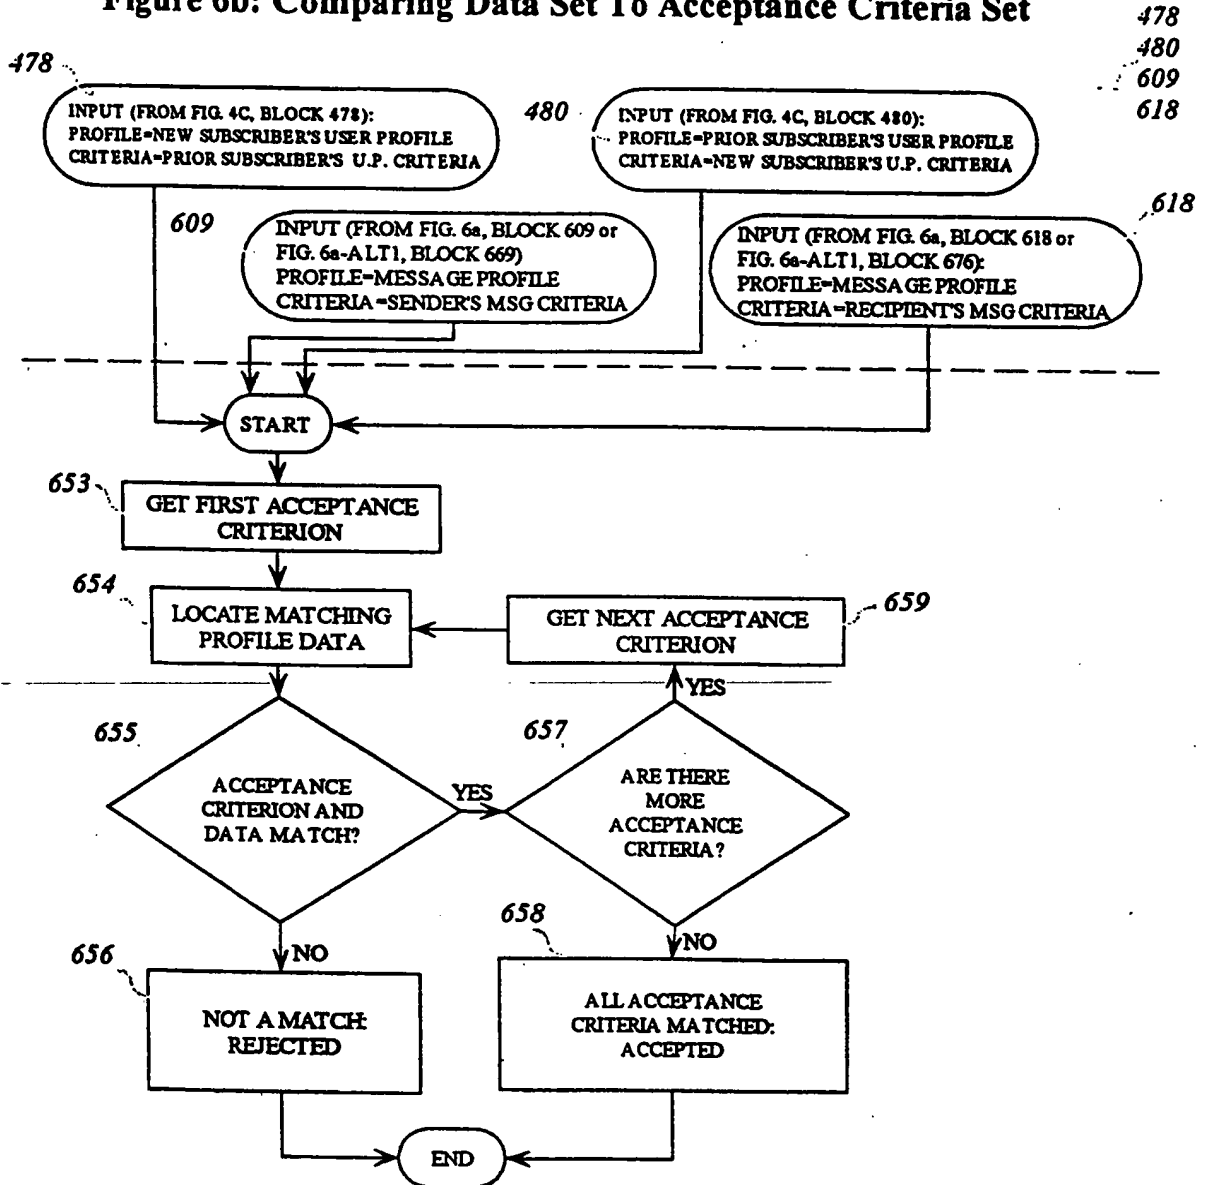 Figure 6b: Comparing Data Set To Acceptance Criteria Set
478
480
609
618
478
INPUT (FROM FIG. 4C, BLOCK 478):
PROFILE=NEW SUBSCRIBER'S USER PROFILE
CRITERIA=PRIOR SUBSCRIBER'S U.P. CRITERIA
480
INPUT (FROM FIG. 4C, BLOCK 480):
PROFILE=PRIOR SUBSCRIBER'S USER PROFILE
CRITERIA=NEW SUBSCRIBER'S U.P. CRITERIA
609
INPUT (FROM FIG. 6a, BLOCK 609 or
FIG. 6a-ALT1, BLOCK 669)
PROFILE=MESSAGE PROFILE
CRITERIA=SENDER'S MSG CRITERIA
618
INPUT (FROM FIG. 6a, BLOCK 618 or
FIG. 6a-ALT1, BLOCK 676):
PROFILE=MESSAGE PROFILE
CRITERIA=RECIPIENT'S MSG CRITERIA
START
653
GET FIRST ACCEPTANCE
CRITERION
654
LOCATE MATCHING
PROFILE DATA
GET NEXT ACCEPTANCE
CRITERION
659
YES
655
ACCEPTANCE
CRITERION AND
DATA MATCH?
YES
657
ARE THERE
MORE
ACCEPTANCE
CRITERIA?
NO
656
NOT A MATCH:
REJECTED
658
NO
ALL ACCEPTANCE
CRITERIA MATCHED:
ACCEPTED
END